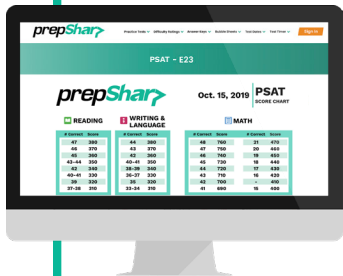 prepSharp
Practice Tests Difficulty Ratings Answer Keys Bubble Sheets Test Dates Test Timer Sign In
PSAT - E23
prepSharp Oct. 15, 2019 PSAT
SCORE CHART
READING WRITING & LANGUAGE MATH
# Correct Score # Correct Score # Correct Score # Correct Score
47 380 44 380 48 760 21 470
46 370 43 370 47 750 20 460
45 360 42 360 46 740 19 450
43-44 350 40-41 350 45 730 18 440
42 340 38-39 340 44 720 17 430
40-41 330 36-37 330 43 710 16 420
39 320 35 320 42 700 - 410
37-38 310 33-34 310 41 690 15 400